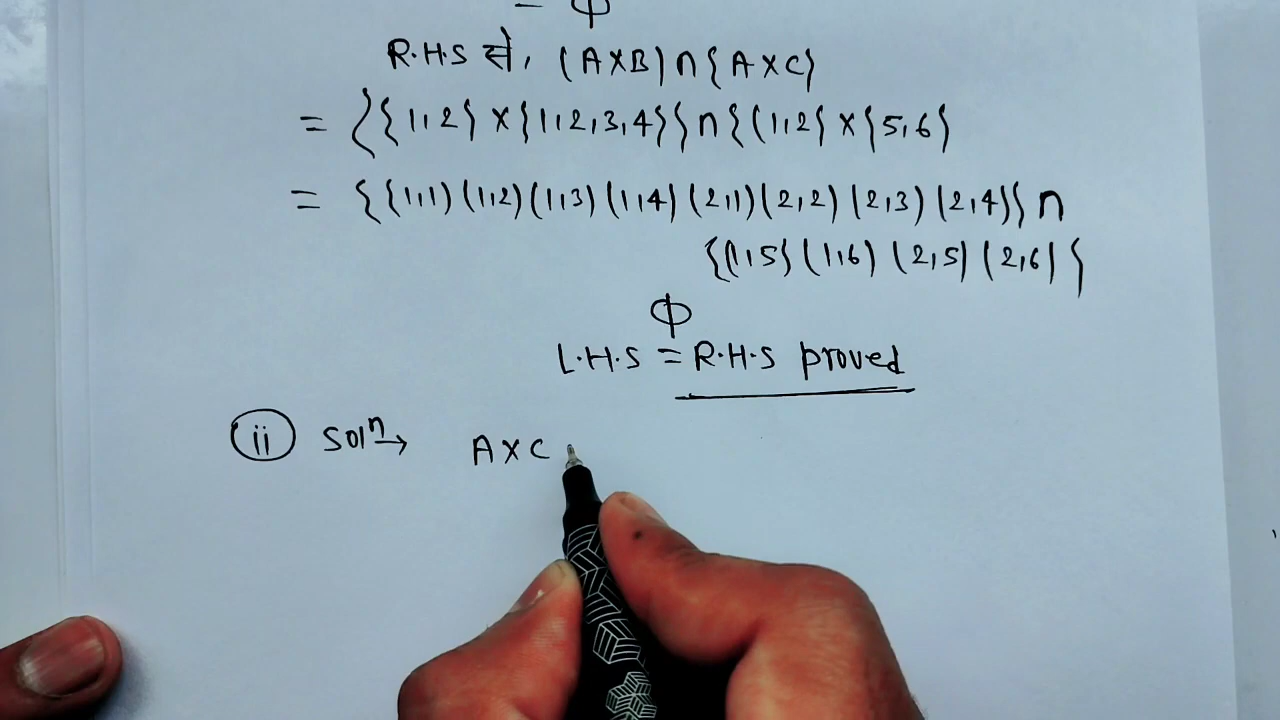 = Φ
R.H.S से, (A×B)∩{A×C}
= {{1,2} × {1,2,3,4}}∩{(1,2} × {5,6}
= {(1,1)(1,2)(1,3)(1,4)(2,1)(2,2)(2,3)(2,4)}∩
{(1,5)(1,6)(2,5)(2,6)}
Φ
L.H.S = R.H.S proved
(ii) Solⁿ→ A×C